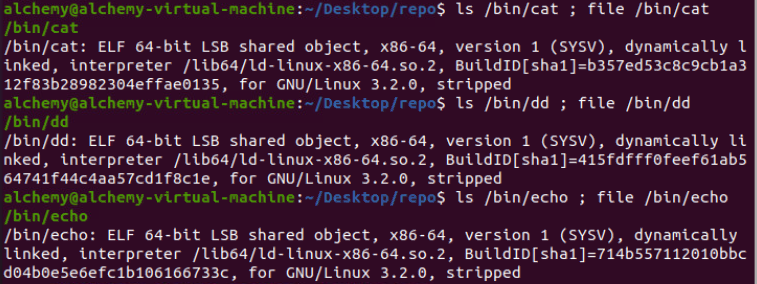 alchemy@alchemy-virtual-machine:~/Desktop/repo$ ls /bin/cat ; file /bin/cat
/bin/cat
/bin/cat: ELF 64-bit LSB shared object, x86-64, version 1 (SYSV), dynamically l
inked, interpreter /lib64/ld-linux-x86-64.so.2, BuildID[sha1]=b357ed53c8c9cb1a3
12f83b28982304effae0135, for GNU/Linux 3.2.0, stripped
alchemy@alchemy-virtual-machine:~/Desktop/repo$ ls /bin/dd ; file /bin/dd
/bin/dd
/bin/dd: ELF 64-bit LSB shared object, x86-64, version 1 (SYSV), dynamically li
nked, interpreter /lib64/ld-linux-x86-64.so.2, BuildID[sha1]=415fdfff0feef61ab5
64741f44c4aa57cd1f8c1e, for GNU/Linux 3.2.0, stripped
alchemy@alchemy-virtual-machine:~/Desktop/repo$ ls /bin/echo ; file /bin/echo
/bin/echo
/bin/echo: ELF 64-bit LSB shared object, x86-64, version 1 (SYSV), dynamically
linked, interpreter /lib64/ld-linux-x86-64.so.2, BuildID[sha1]=714b557112010bbc
d04b0e5e6efc1b106166733c, for GNU/Linux 3.2.0, stripped